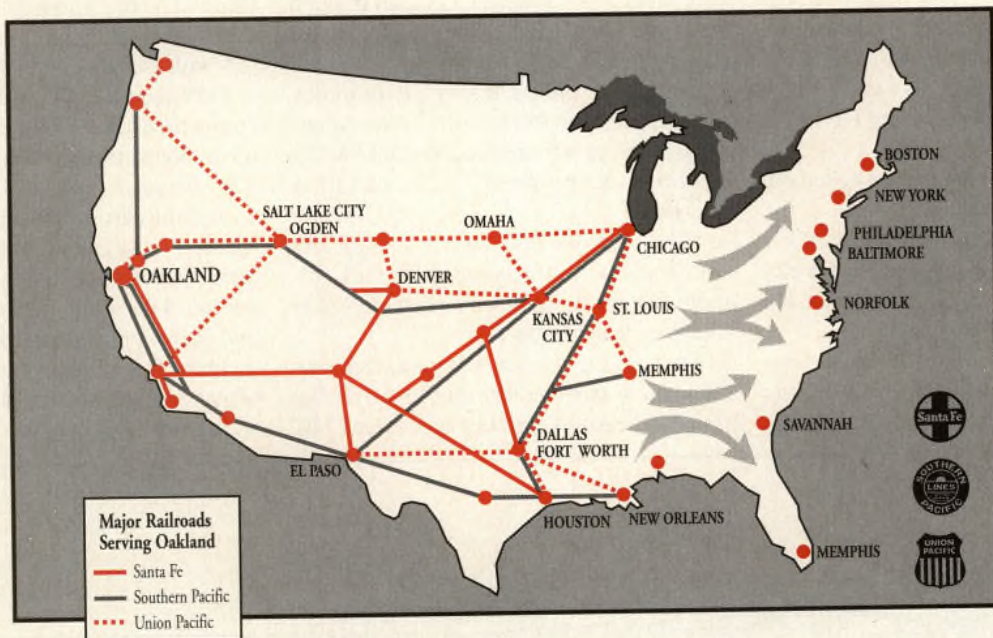 BOSTON
NEW YORK
SALT LAKE CITY
OGDEN
OMAHA
CHICAGO
PHILADELPHIA
BALTIMORE
OAKLAND
DENVER
KANSAS
CITY
ST. LOUIS
NORFOLK
MEMPHIS
DALLAS
FORT WORTH
SAVANNAH
EL PASO
HOUSTON
NEW ORLEANS
MEMPHIS
Santa Fe
SOUTHERN
LINES
PACIFIC
UNION
PACIFIC
Major Railroads
Serving Oakland
Santa Fe
Southern Pacific
Union Pacific